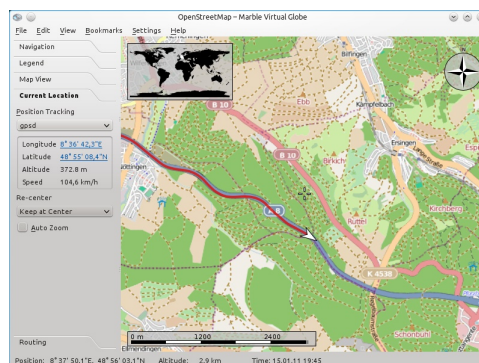 OpenStreetMap – Marble Virtual Globe
File Edit View Bookmarks Settings Help
Navigation
Legend
Map View
Current Location
Position Tracking
gpsd
Longitude 8° 36' 42,3"E
Latitude 48° 55' 08,4"N
Altitude 372.8 m
Speed 104,6 km/h
Re-center
Keep at Center
Auto Zoom
Routing
Bilfingen
N
B 10
Ebb
Kämpfelbach
Ersingen
B 10
Birkich
Kirchberg
A 8
Rüttel
K 4538
Schönbühl
0 m 1200 2400
Ellmendingen
Position: 8° 37' 50,1"E, 48° 56' 03,1"N Altitude: 2.9 km Time: 15.01.11 19:45